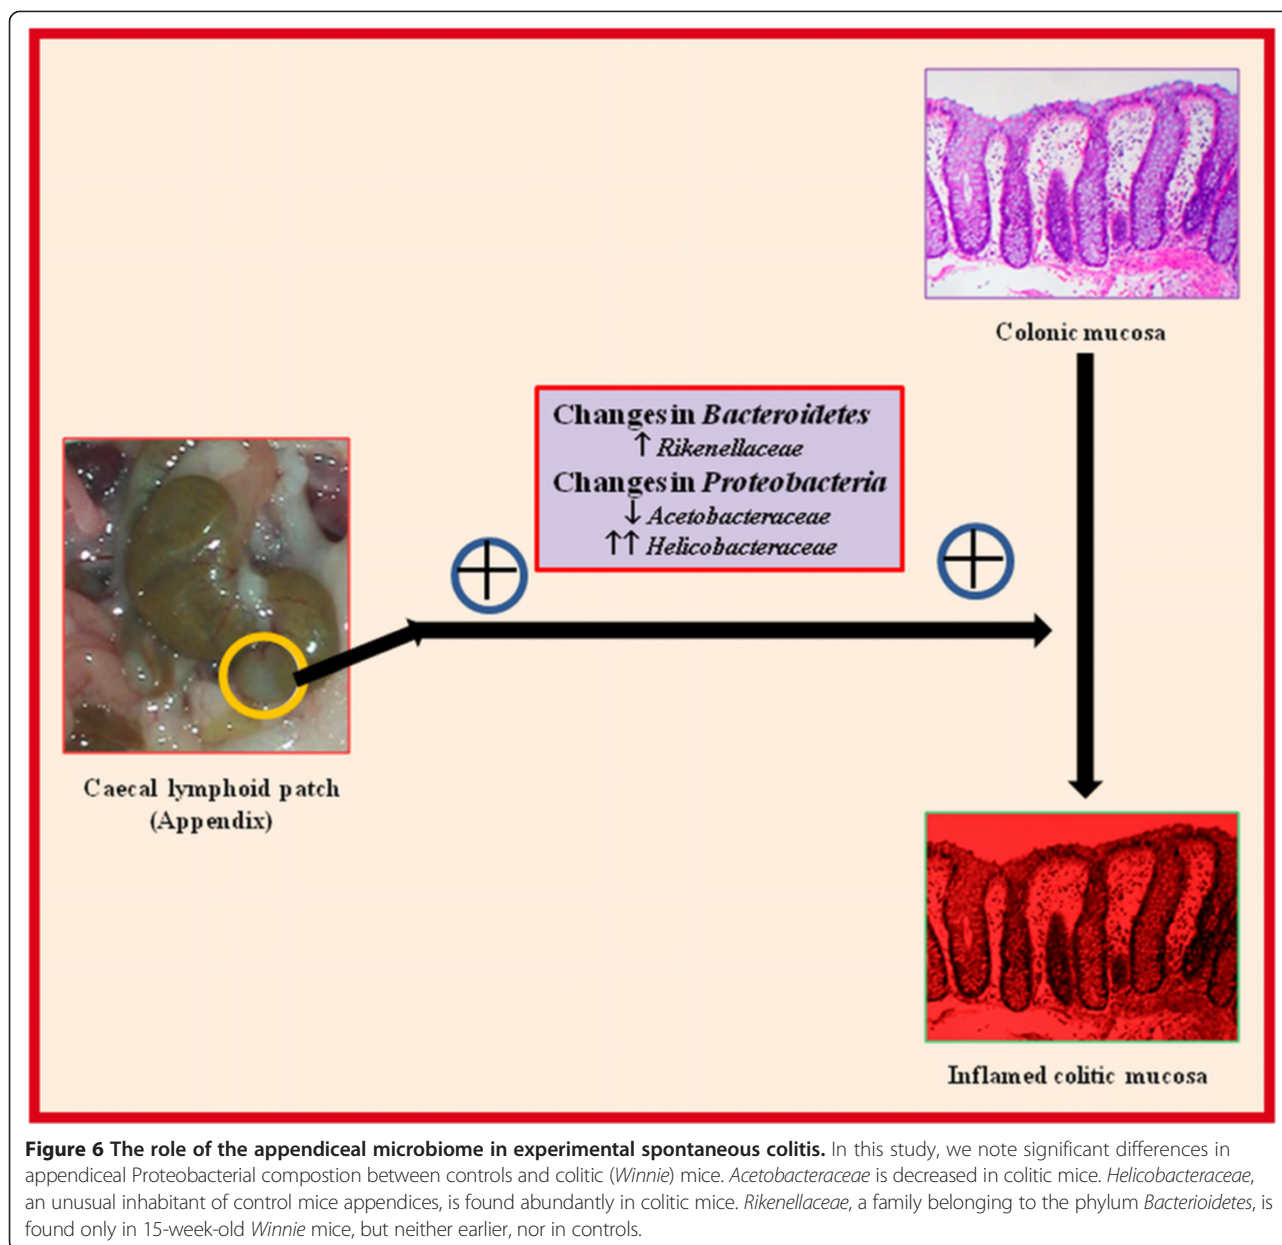 Colonic mucosa
Changes in Bacteroidetes
↑ Rikenellaceae
Changes in Proteobacteria
↓ Acetobacteraceae
↑↑ Helicobacteraceae
Caecal lymphoid patch
(Appendix)
Inflamed colitic mucosa
Figure 6 The role of the appendiceal microbiome in experimental spontaneous colitis. In this study, we note significant differences in
appendiceal Proteobacterial compostion between controls and colitic (Winnie) mice. Acetobacteraceae is decreased in colitic mice. Helicobacteraceae,
an unusual inhabitant of control mice appendices, is found abundantly in colitic mice. Rikenellaceae, a family belonging to the phylum Bacterioidetes, is
found only in 15-week-old Winnie mice, but neither earlier, nor in controls.